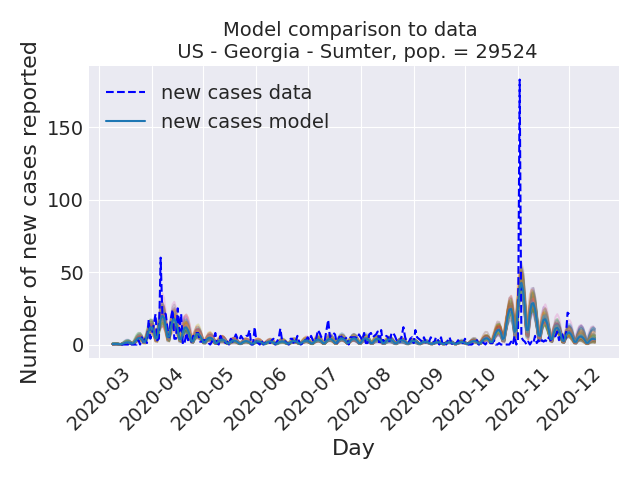 Model comparison to data
US - Georgia - Sumter, pop. = 29524
Number of new cases reported
new cases data
new cases model
150
100
50
0
2020-03
2020-04
2020-05
2020-06
2020-07
2020-08
2020-09
2020-10
2020-11
2020-12
Day